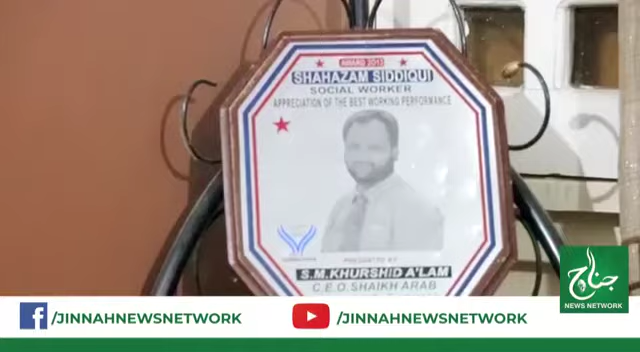 AWARD 2013
SHAHAZAM SIDDIQUI
SOCIAL WORKER
APPRECIATION OF THE BEST WORKING PERFORMANCE
PRESENTED BY
S.M.KHURSHID A'LAM
C.E.O.SHAIKH ARAB
جناح
NEWS NETWORK
/JINNAHNEWSNETWORK
/JINNAHNEWSNETWORK